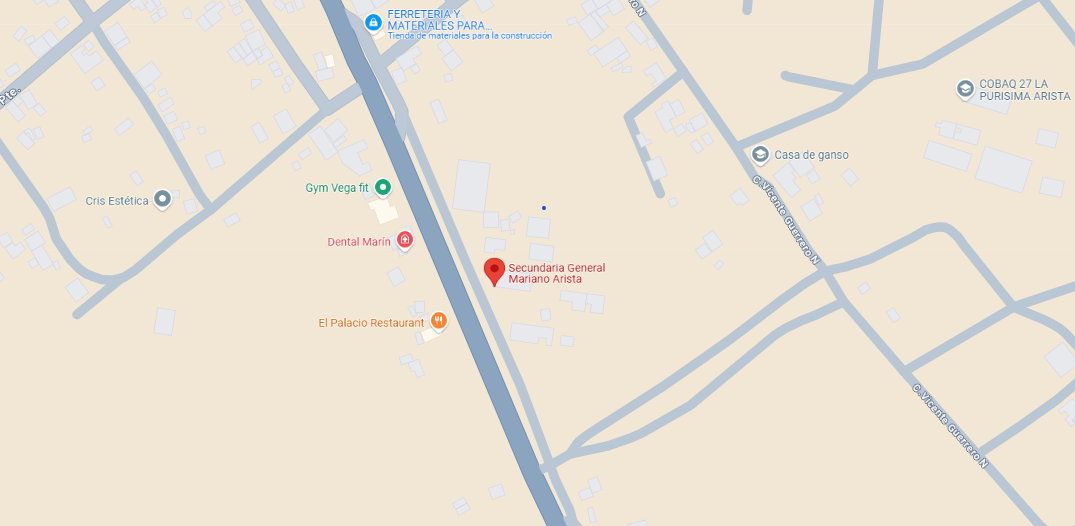 FERRETERIA Y
MATERIALES PARA...
Tienda de materiales para la construcción
N
Pte.
COBAQ 27 LA
PURISIMA ARISTA
Casa de ganso
Gym Vega fit
Cris Estética
C. Vicente Guerrero N
Dental Marín
Secundaria General
Mariano Arista
El Palacio Restaurant
C. Vicente Guerrero N